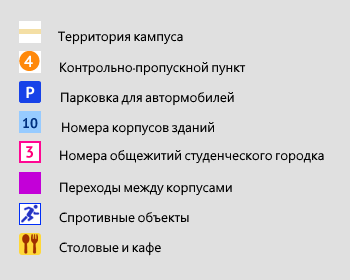 Территория кампуса
4 Контрольно-пропускной пункт
P Парковка для автормобилей
10 Номера корпусов зданий
3 Номера общежитий студенческого городка
Переходы между корпусами
Спротивные объекты
Столовые и кафе